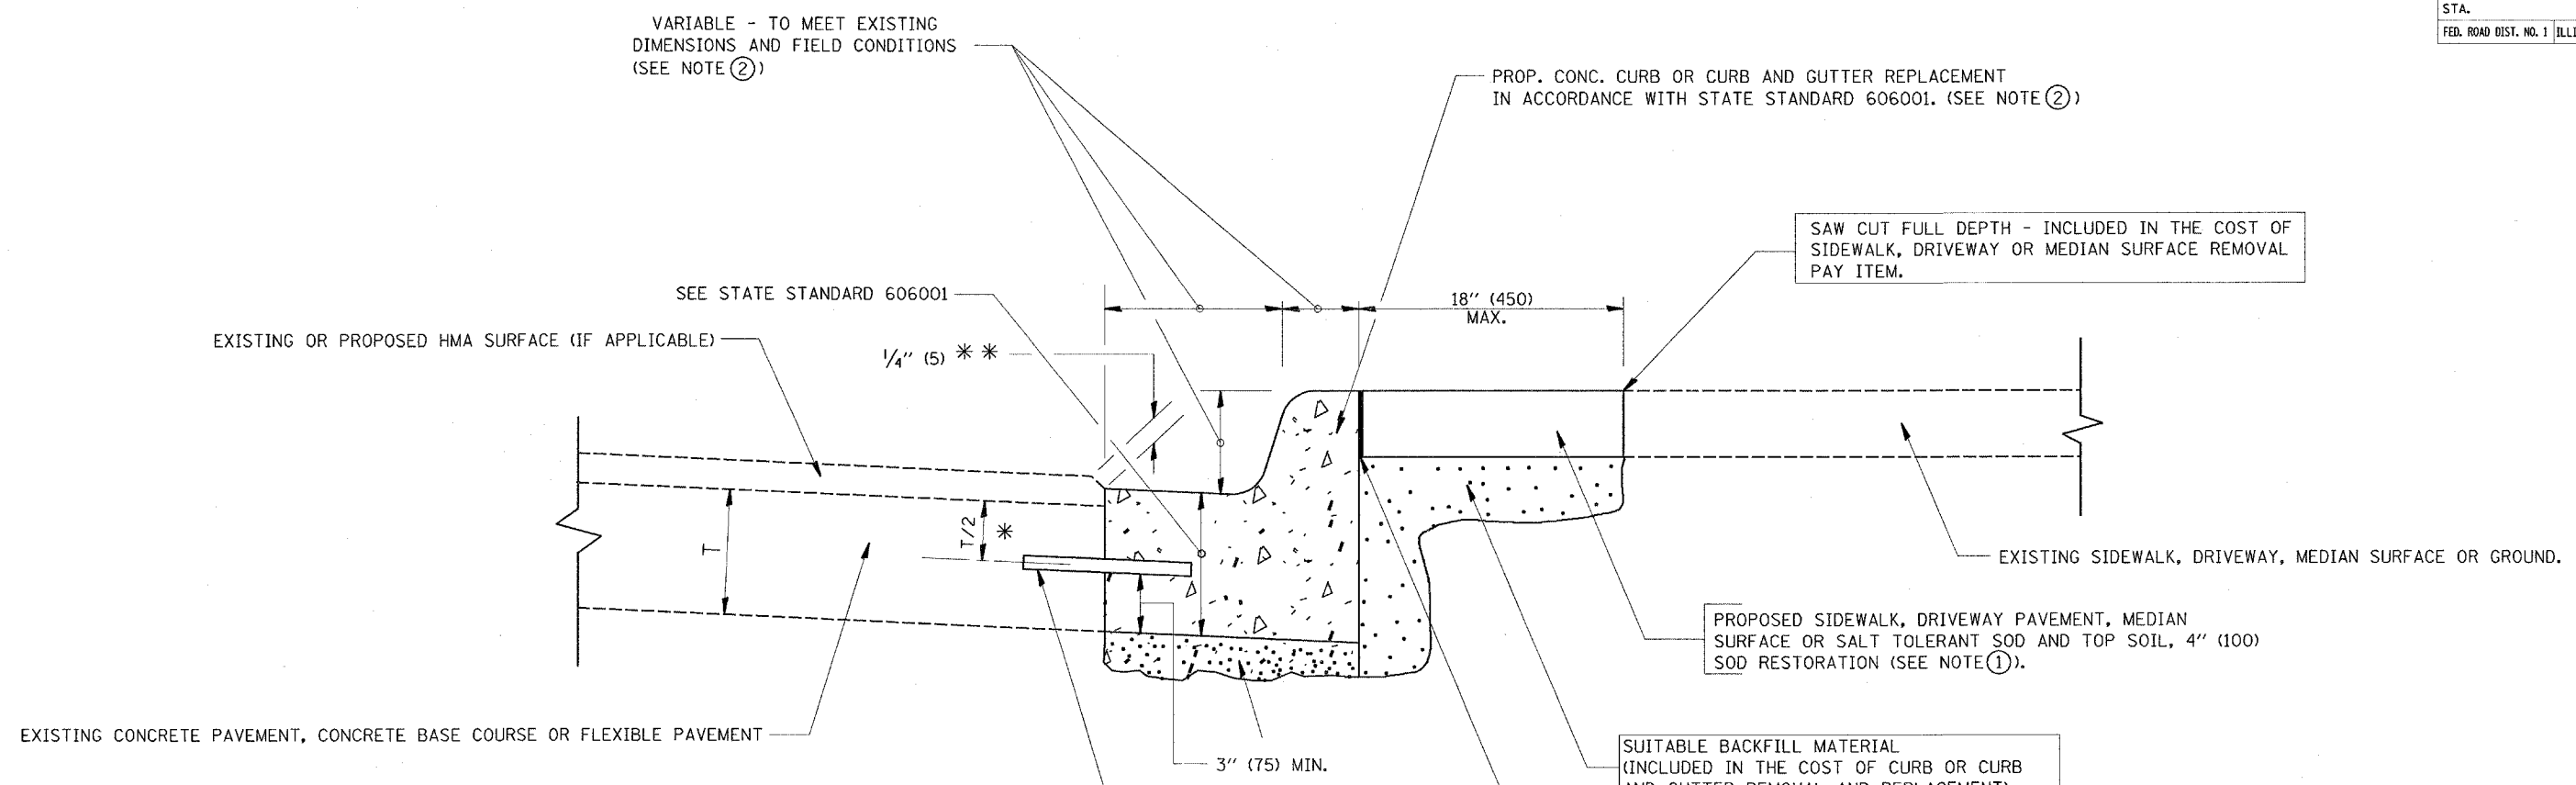 STA.
FED. ROAD DIST. NO. 1
VARIABLE - TO MEET EXISTING
DIMENSIONS AND FIELD CONDITIONS
(SEE NOTE ②)
PROP. CONC. CURB OR CURB AND GUTTER REPLACEMENT
IN ACCORDANCE WITH STATE STANDARD 606001. (SEE NOTE ②)
SAW CUT FULL DEPTH - INCLUDED IN THE COST OF
SIDEWALK, DRIVEWAY OR MEDIAN SURFACE REMOVAL
PAY ITEM.
SEE STATE STANDARD 606001
18" (450)
MAX.
EXISTING OR PROPOSED HMA SURFACE (IF APPLICABLE)
1/4" (5) * *
T
T/2 *
EXISTING SIDEWALK, DRIVEWAY, MEDIAN SURFACE OR GROUND.
PROPOSED SIDEWALK, DRIVEWAY PAVEMENT, MEDIAN
SURFACE OR SALT TOLERANT SOD AND TOP SOIL, 4" (100)
SOD RESTORATION (SEE NOTE ①).
EXISTING CONCRETE PAVEMENT, CONCRETE BASE COURSE OR FLEXIBLE PAVEMENT
3" (75) MIN.
SUITABLE BACKFILL MATERIAL
(INCLUDED IN THE COST OF CURB OR CURB
AND GUTTER REMOVAL AND REPLACEMENT)